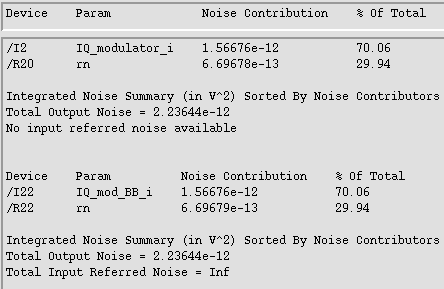 Device Param Noise Contribution % Of Total
/I2 IQ_modulator_i 1.56676e-12 70.06
/R20 rn 6.69678e-13 29.94
Integrated Noise Summary (in V^2) Sorted By Noise Contributors
Total Output Noise = 2.23644e-12
No input referred noise available
Device Param Noise Contribution % Of Total
/I22 IQ_mod_BB_i 1.56676e-12 70.06
/R22 rn 6.69679e-13 29.94
Integrated Noise Summary (in V^2) Sorted By Noise Contributors
Total Output Noise = 2.23644e-12
Total Input Referred Noise = Inf